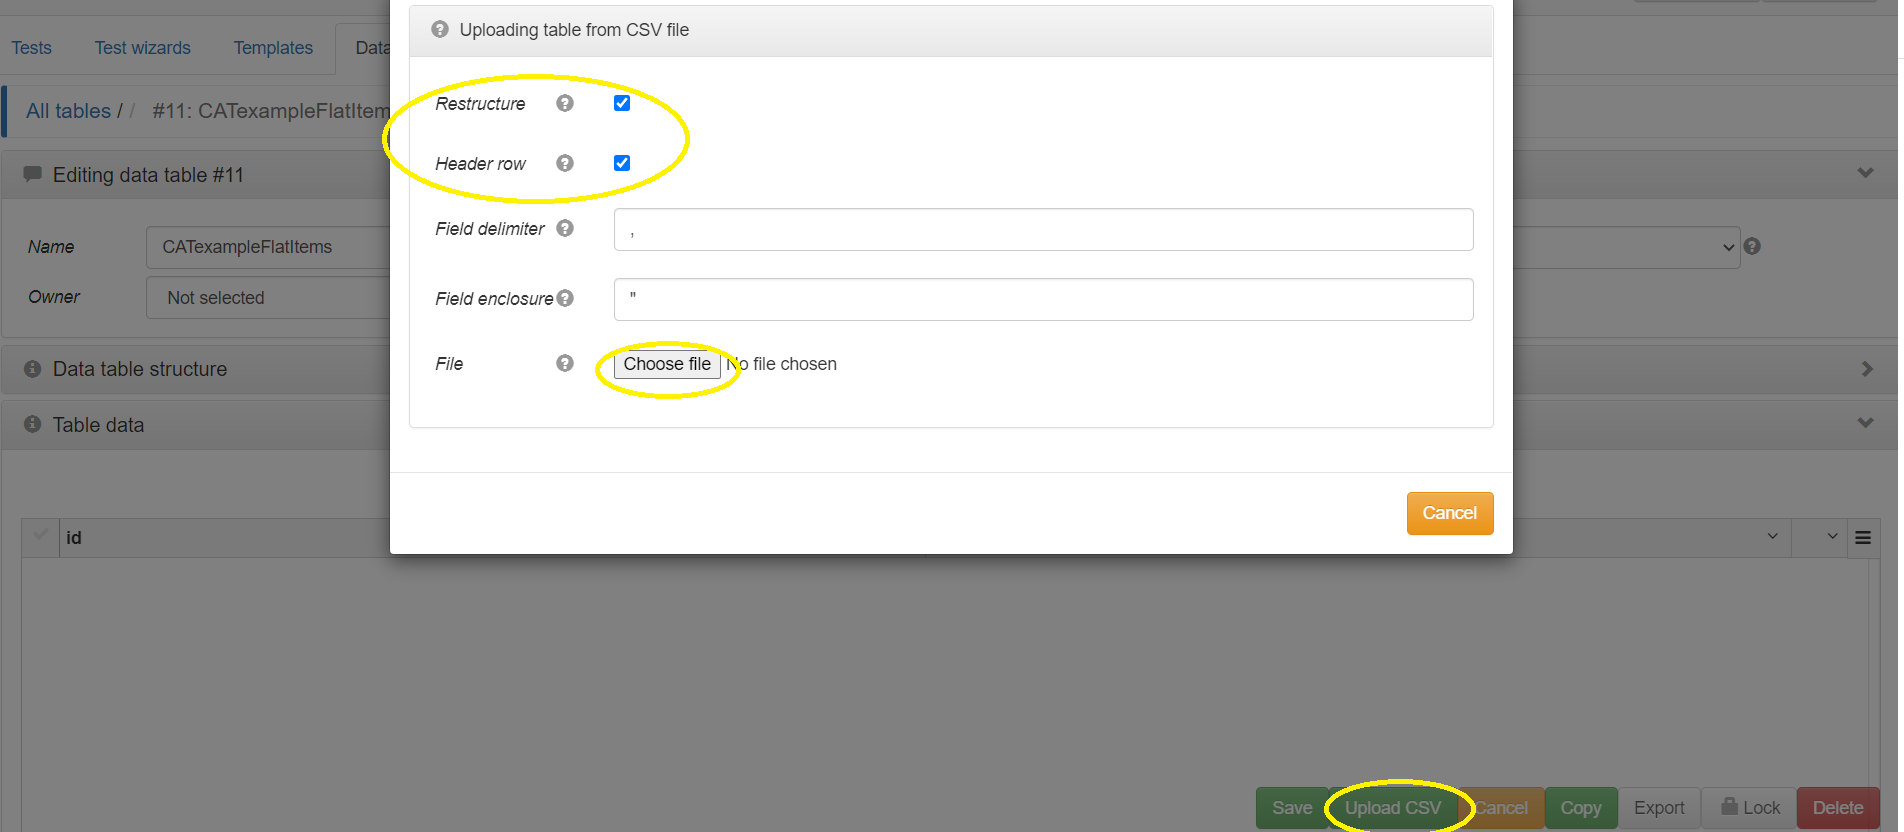 Uploading table from CSV file
Tests Test wizards Templates Data
Restructure
All tables / / #11: CATexampleFlatItem
Header row
Editing data table #11
Field delimiter ,
Name CATexampleFlatItems
Owner Not selected
Field enclosure "
File Choose file No file chosen
Data table structure
Table data
Cancel
id
Save Upload CSV Cancel Copy Export Lock Delete